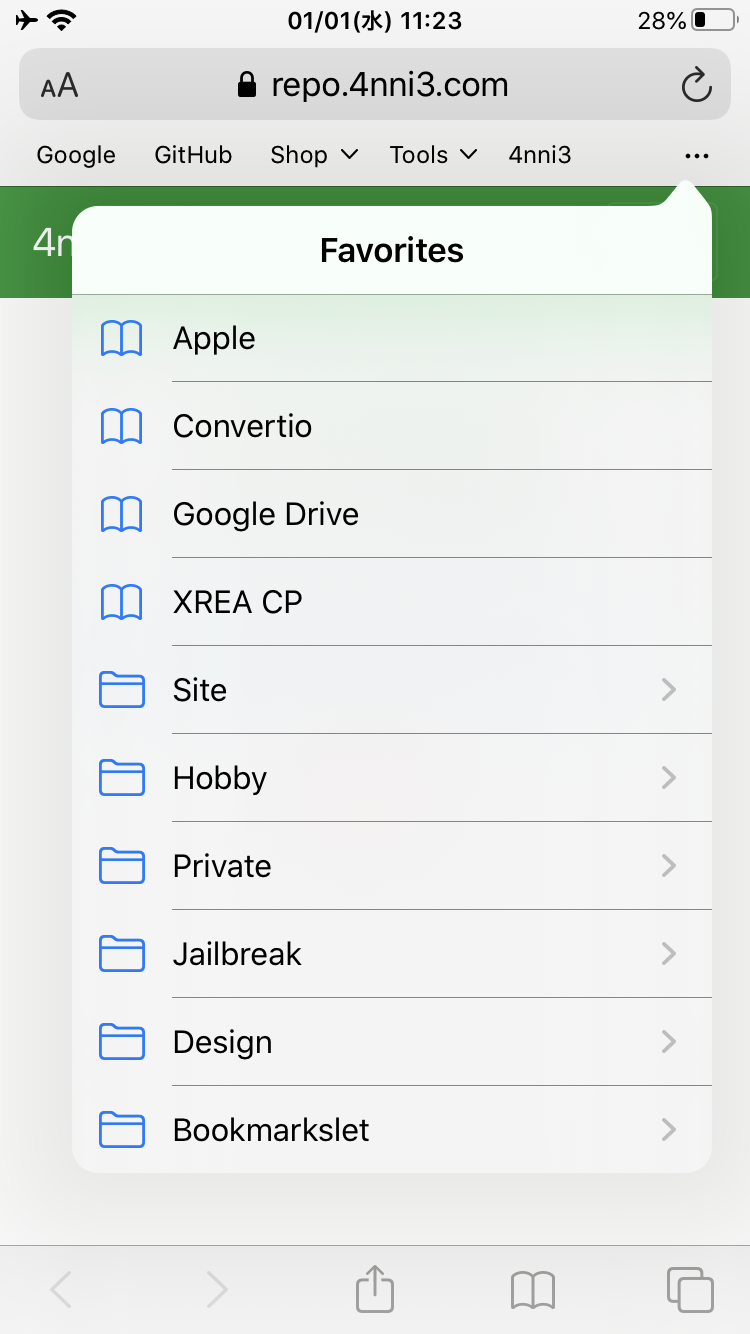 01/01(水) 11:23
28%
AA
repo.4nni3.com
Google GitHub Shop Tools 4nni3
4n
Favorites
Apple
Convertio
Google Drive
XREA CP
Site
Hobby
Private
Jailbreak
Design
Bookmarkslet